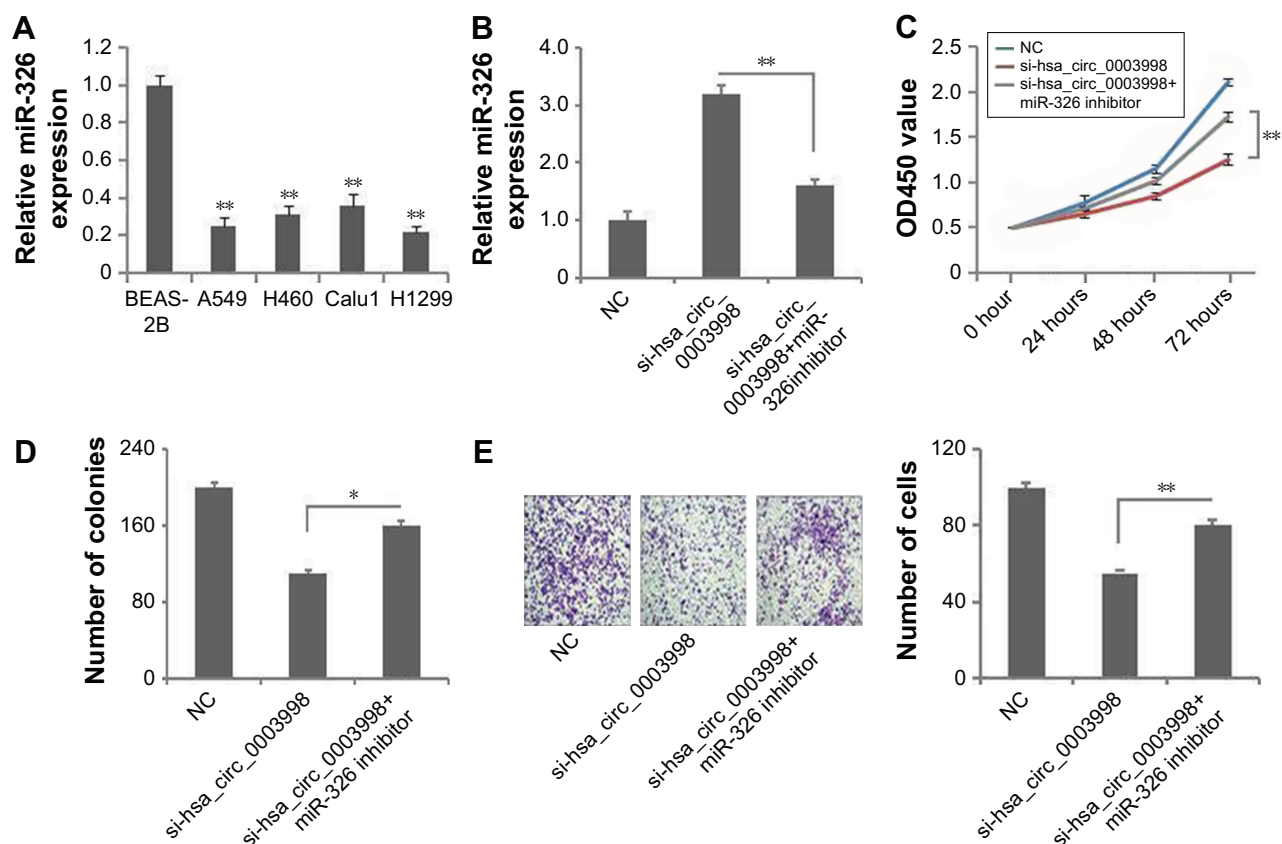 A
Relative miR-326
expression
1.2
1.0
0.8
0.6
0.4
0.2
0
**
**
**
**
BEAS-
2B
A549
H460
Calu1
H1299
B
Relative miR-326
expression
4.0
3.0
2.0
1.0
0.0
**
NC
si-hsa_circ_
0003998
si-hsa_circ_
0003998+miR-
326inhibitor
C
OD450 value
2.5
2.0
1.5
1.0
0.5
0
NC
si-hsa_circ_0003998
si-hsa_circ_0003998+
miR-326 inhibitor
**
0 hour
24 hours
48 hours
72 hours
D
Number of colonies
240
160
80
0
*
NC
si-hsa_circ_0003998
si-hsa_circ_0003998+
miR-326 inhibitor
E
NC
si-hsa_circ_0003998
si-hsa_circ_0003998+
miR-326 inhibitor
Number of cells
120
80
40
0
**
NC
si-hsa_circ_0003998
si-hsa_circ_0003998+
miR-326 inhibitor